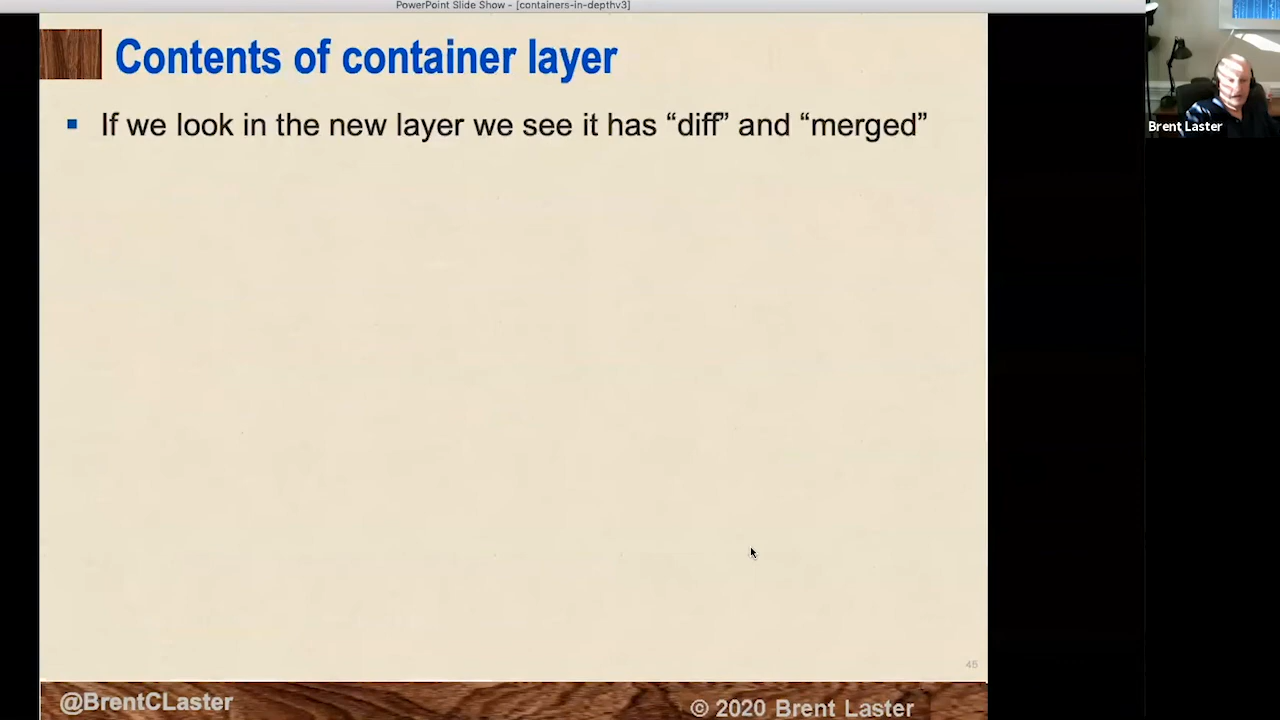 PowerPoint Slide Show - [containers-in-depthv3]
Contents of container layer
▪ If we look in the new layer we see it has “diff” and “merged”
Brent Laster
45
@BrentCLaster
© 2020 Brent Laster